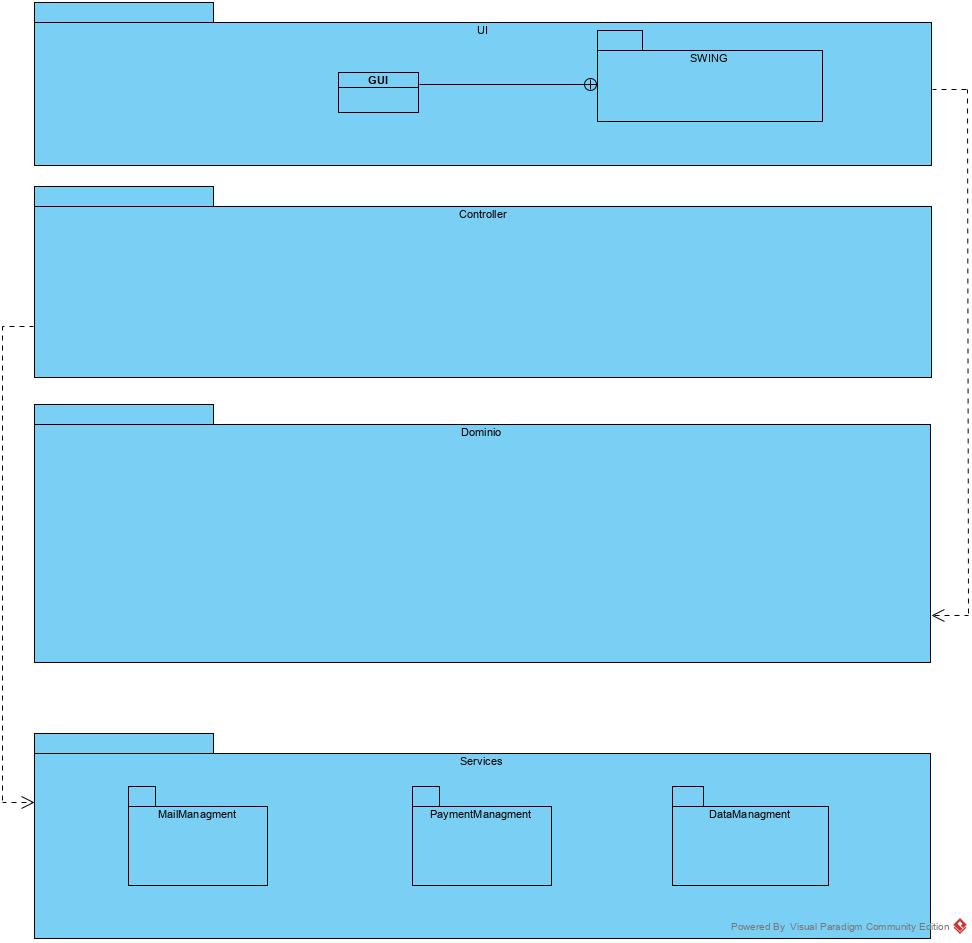 UI
SWING
GUI
Controller
Dominio
Services
MailManagment
PaymentManagment
DataManagment
Powered By Visual Paradigm Community Edition